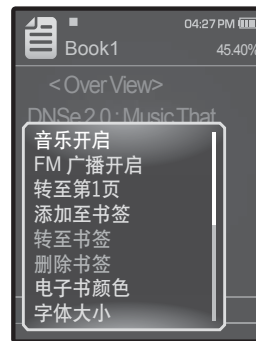 04:27 PM
Book1 45.40%
< Over View>
DNSe 2.0 : Music That
音乐开启
FM 广播开启
转至第1页
添加至书签
转至书签
删除书签
电子书颜色
字体大小